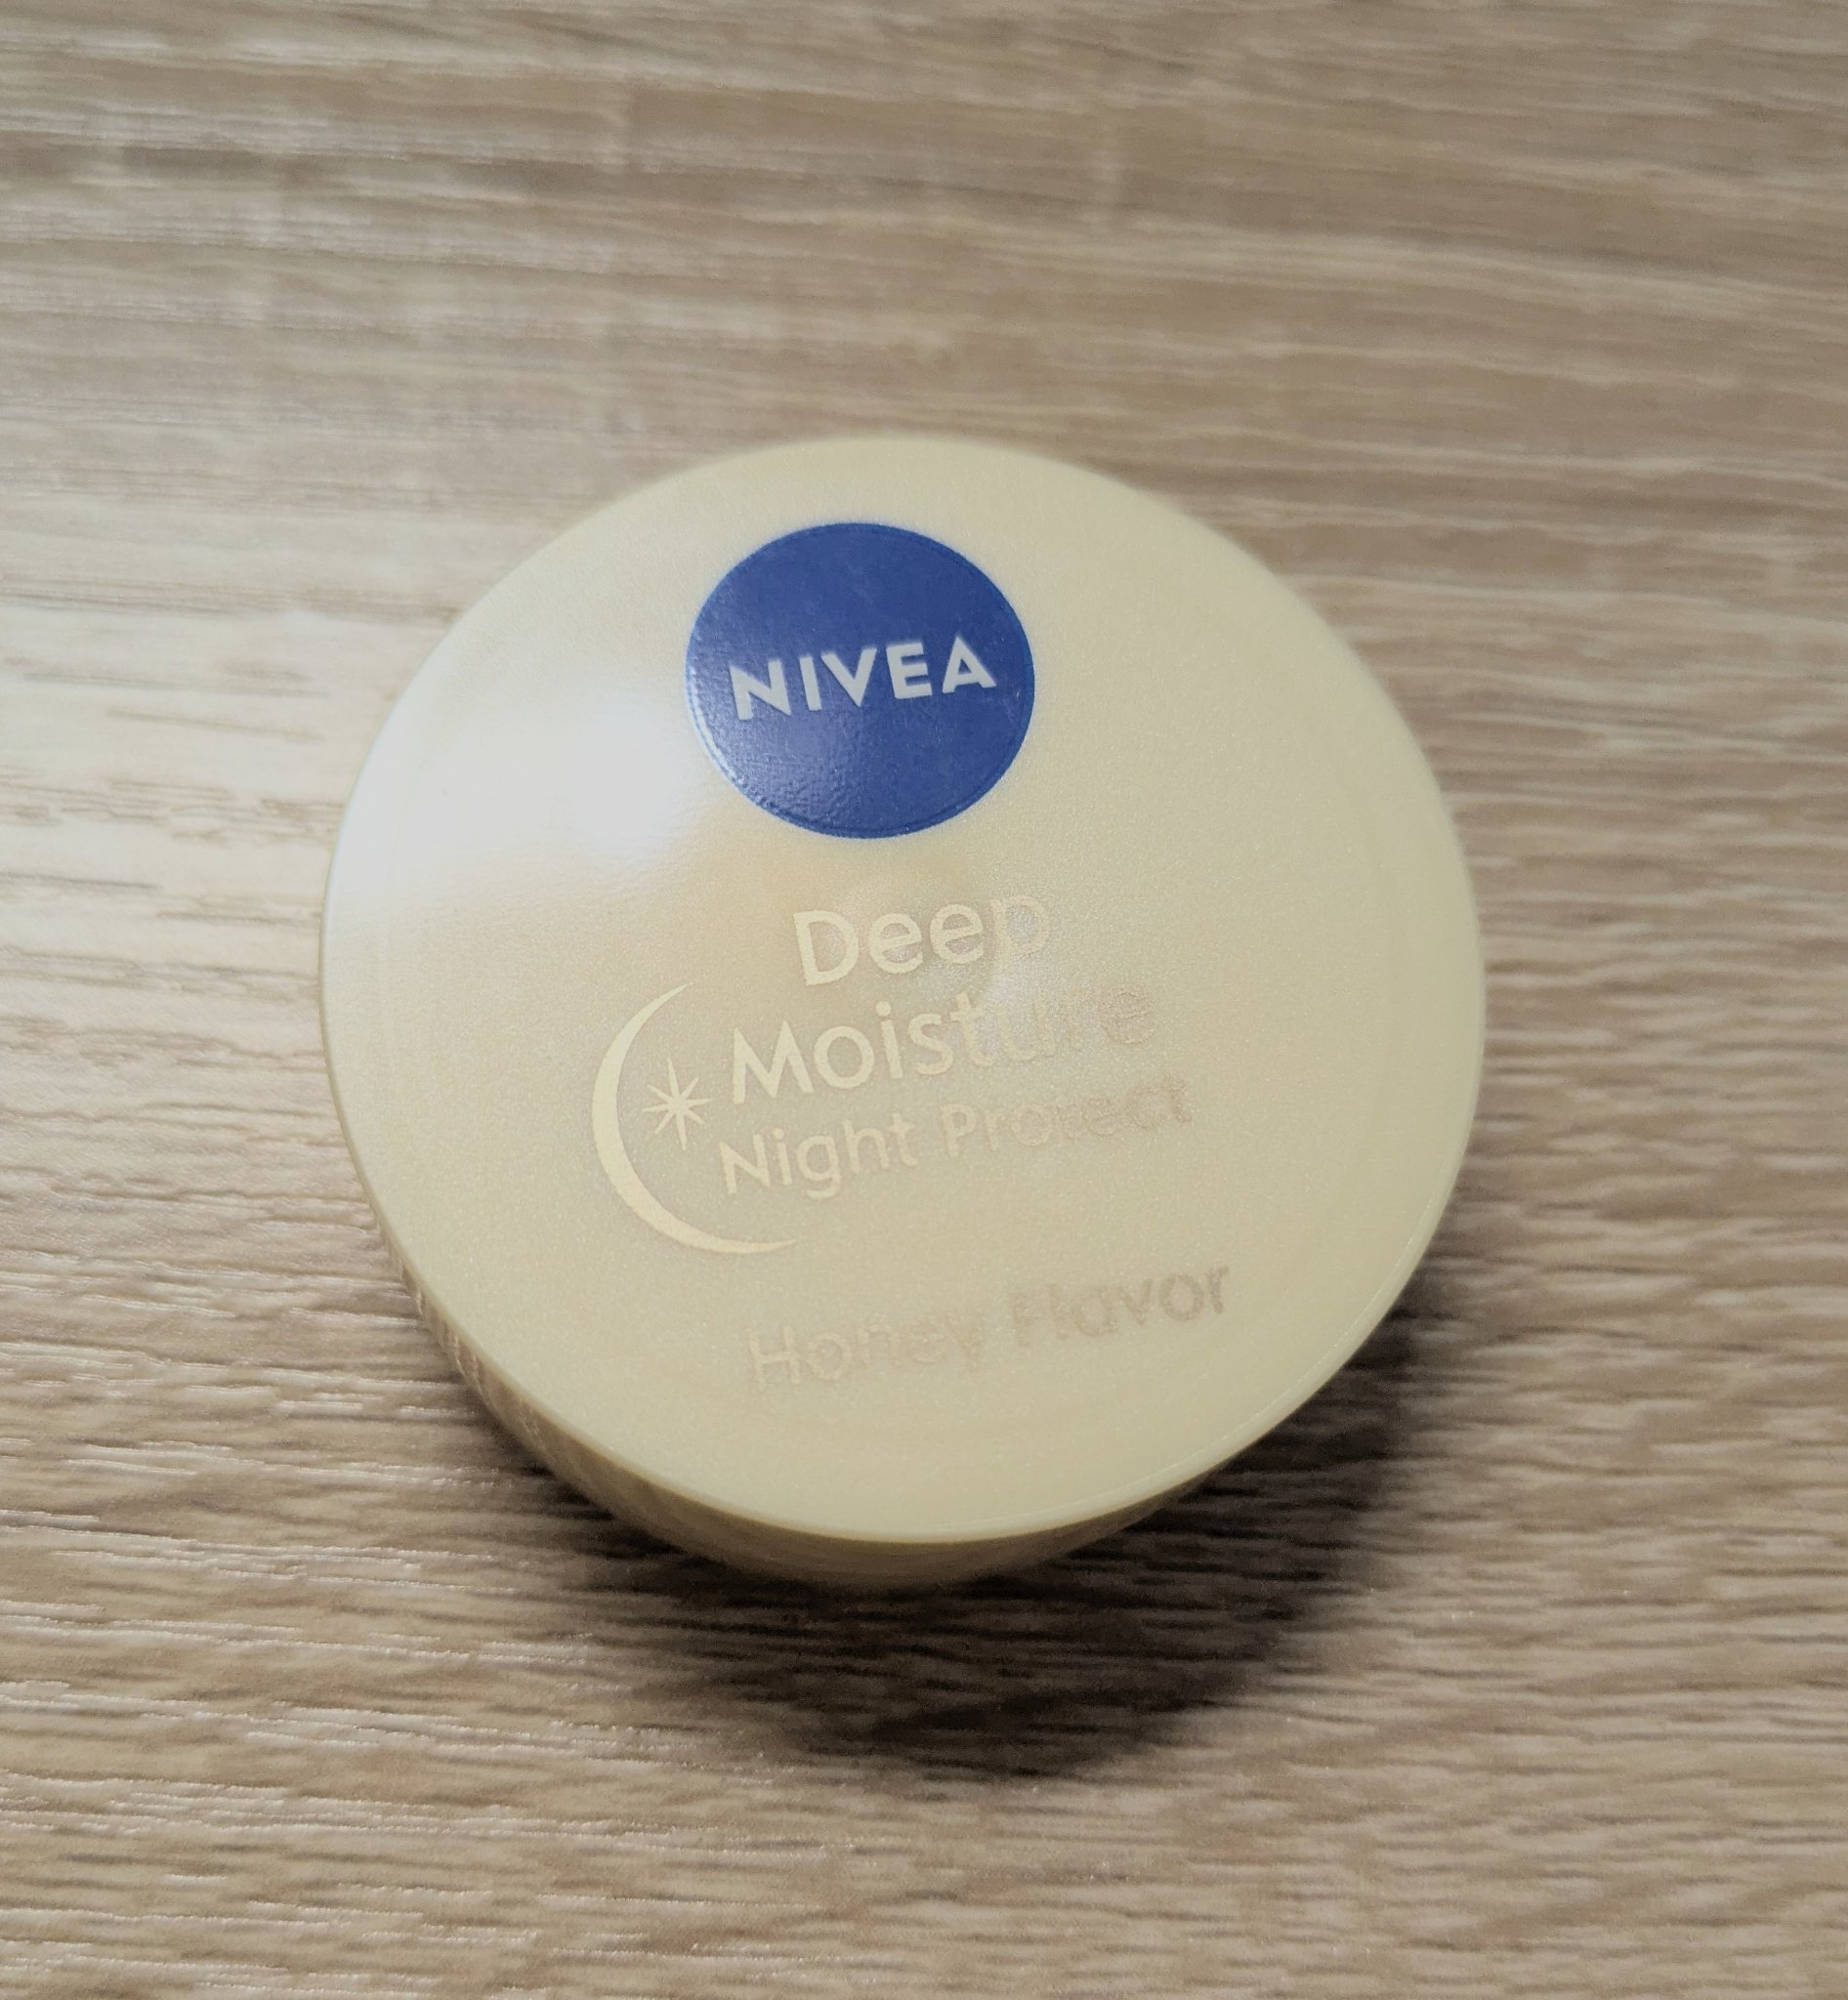 NIVEA
Deep
Moisture
Night Protect
Honey Flavor